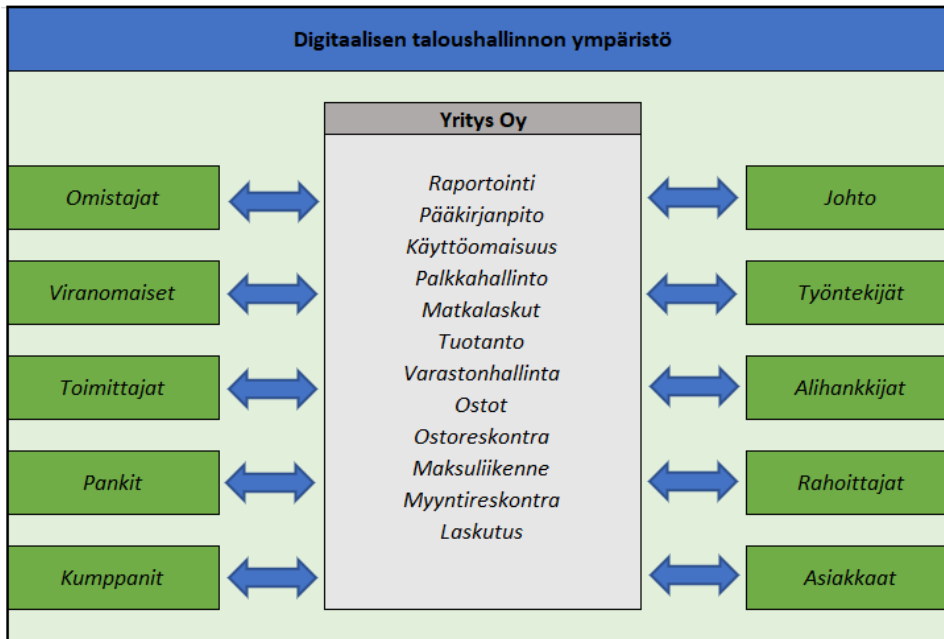 Digitaalisen taloushallinnon ympäristö
Yritys Oy
Omistajat
Viranomaiset
Toimittajat
Pankit
Kumppanit
Raportointi
Pääkirjanpito
Käyttöomaisuus
Palkkahallinto
Matkalaskut
Tuotanto
Varastonhallinta
Ostot
Ostoreskontra
Maksuliikenne
Myyntireskontra
Laskutus
Johto
Työntekijät
Alihankkijat
Rahoittajat
Asiakkaat